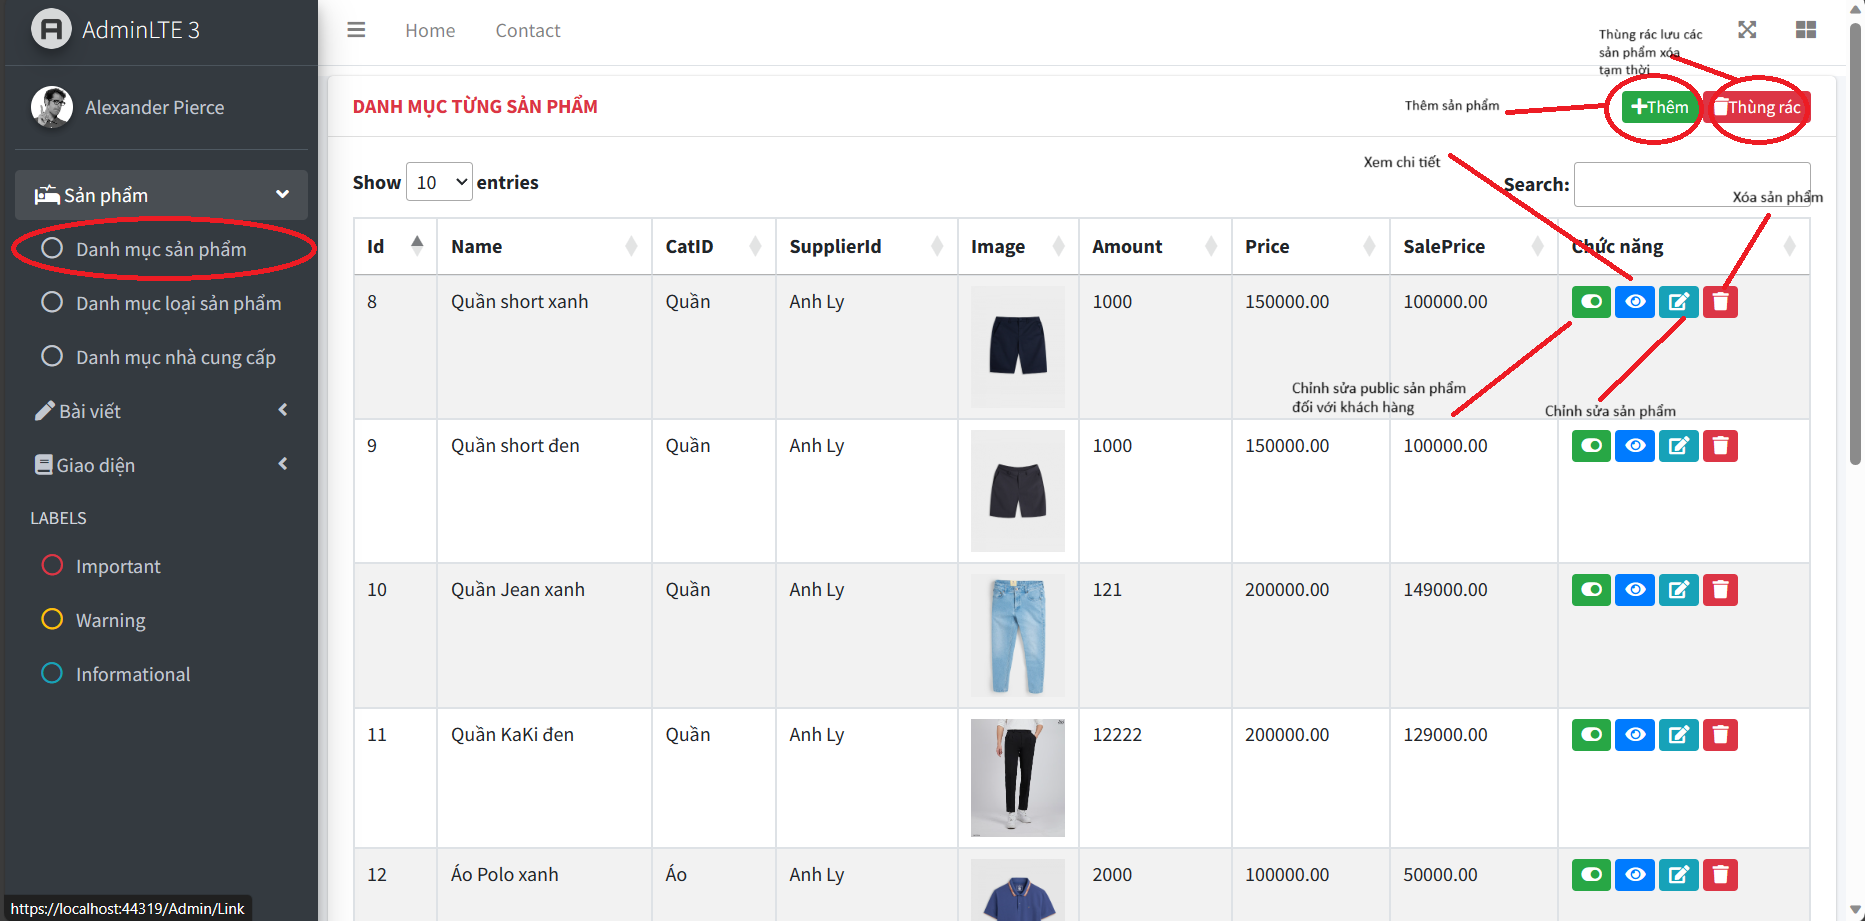 AdminLTE 3
Home
Contact
Thùng rác lưu các
sản phẩm xóa
tạm thời
Alexander Pierce
DANH MỤC TỪNG SẢN PHẨM
Thêm sản phẩm
Thêm
Thùng rác
Xem chi tiết
Show 10 entries
Search:
Xóa sản phẩm
Sản phẩm
Danh mục sản phẩm
Danh mục loại sản phẩm
Danh mục nhà cung cấp
Bài viết
Giao diện
LABELS
Important
Warning
Informational
Id Name CatID SupplierId Image Amount Price SalePrice Chức năng
8 Quần short xanh Quần Anh Ly 1000 150000.00 100000.00
Chỉnh sửa public sản phẩm
đối với khách hàng
Chỉnh sửa sản phẩm
9 Quần short đen Quần Anh Ly 1000 150000.00 100000.00
10 Quần Jean xanh Quần Anh Ly 121 200000.00 149000.00
11 Quần KaKi đen Quần Anh Ly 12222 200000.00 129000.00
12 Áo Polo xanh Áo Anh Ly 2000 100000.00 50000.00
https://localhost:44319/Admin/Link